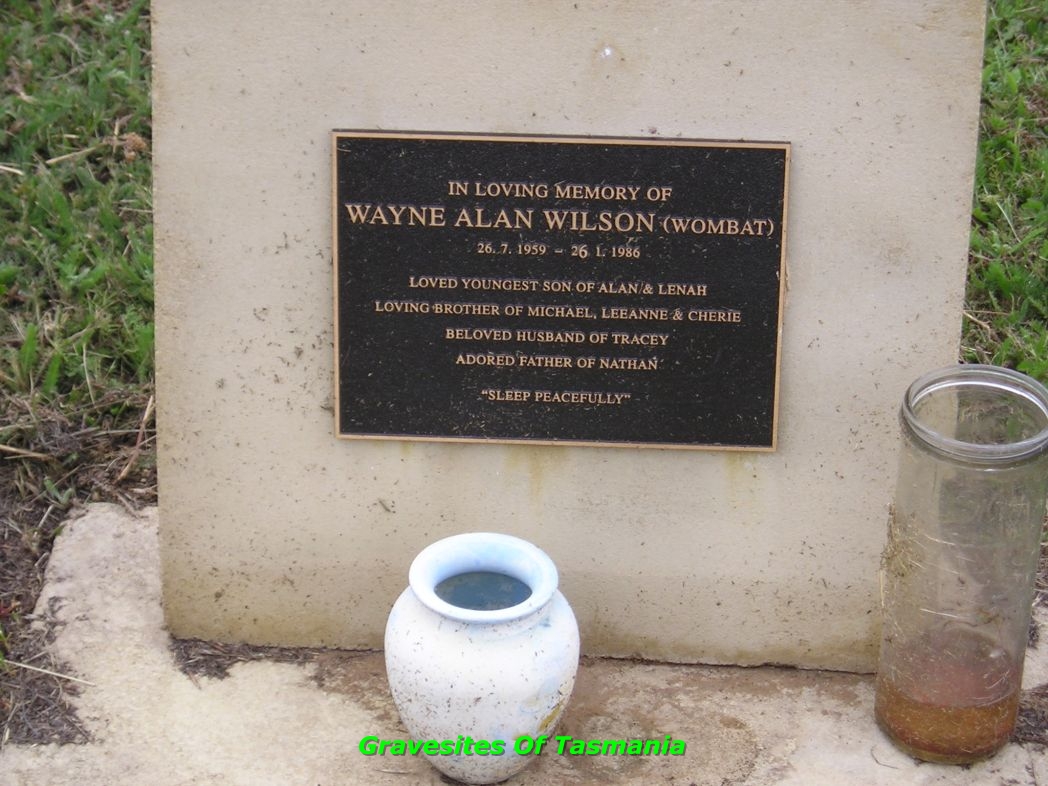 IN LOVING MEMORY OF
WAYNE ALAN WILSON (WOMBAT)
26. 7. 1959 – 26 1. 1986
LOVED YOUNGEST SON OF ALAN & LENAH
LOVING BROTHER OF MICHAEL, LEEANNE & CHERIE
BELOVED HUSBAND OF TRACEY
ADORED FATHER OF NATHAN
“SLEEP PEACEFULLY”
Gravesites Of Tasmania